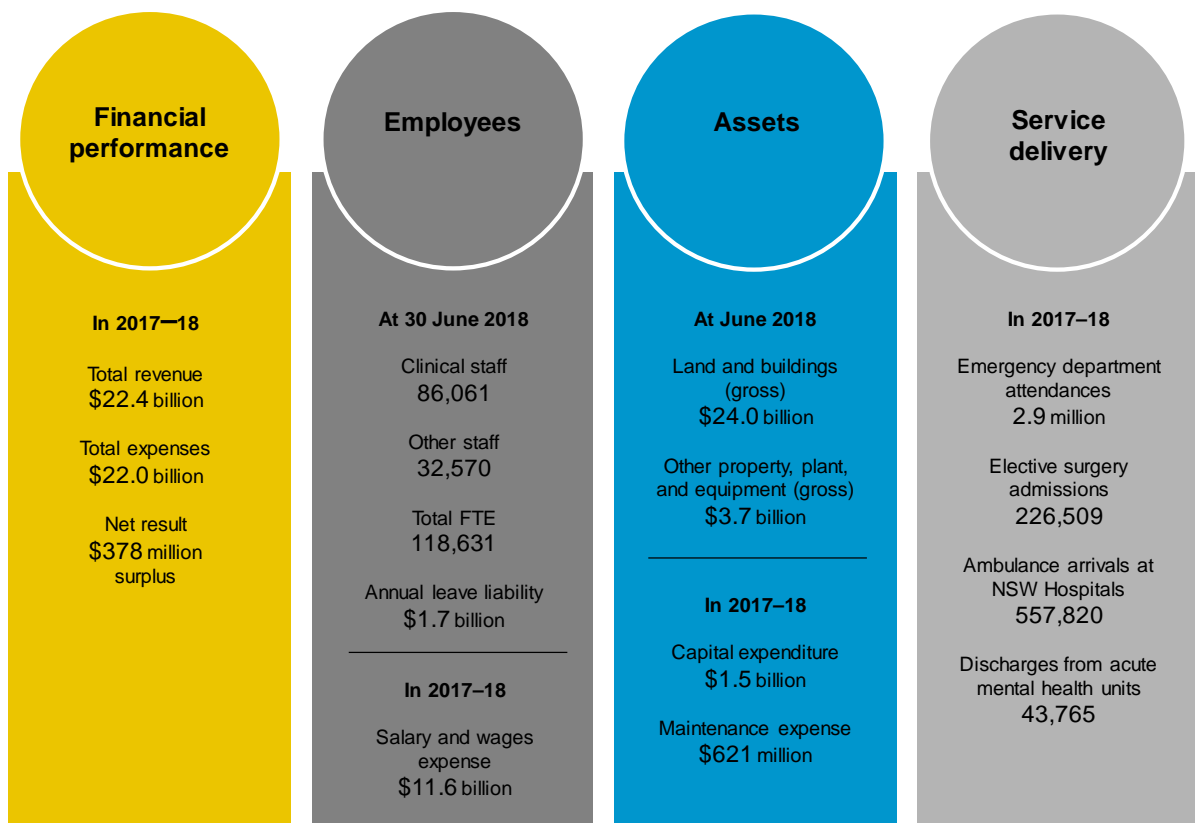 Financial
performance
In 2017–18
Total revenue
$22.4 billion
Total expenses
$22.0 billion
Net result
$378 million
surplus
Employees
At 30 June 2018
Clinical staff
86,061
Other staff
32,570
Total FTE
118,631
Annual leave liability
$1.7 billion
In 2017–18
Salary and wages
expense
$11.6 billion
Assets
At June 2018
Land and buildings
(gross)
$24.0 billion
Other property, plant,
and equipment (gross)
$3.7 billion
In 2017–18
Capital expenditure
$1.5 billion
Maintenance expense
$621 million
Service
delivery
In 2017–18
Emergency department
attendances
2.9 million
Elective surgery
admissions
226,509
Ambulance arrivals at
NSW Hospitals
557,820
Discharges from acute
mental health units
43,765